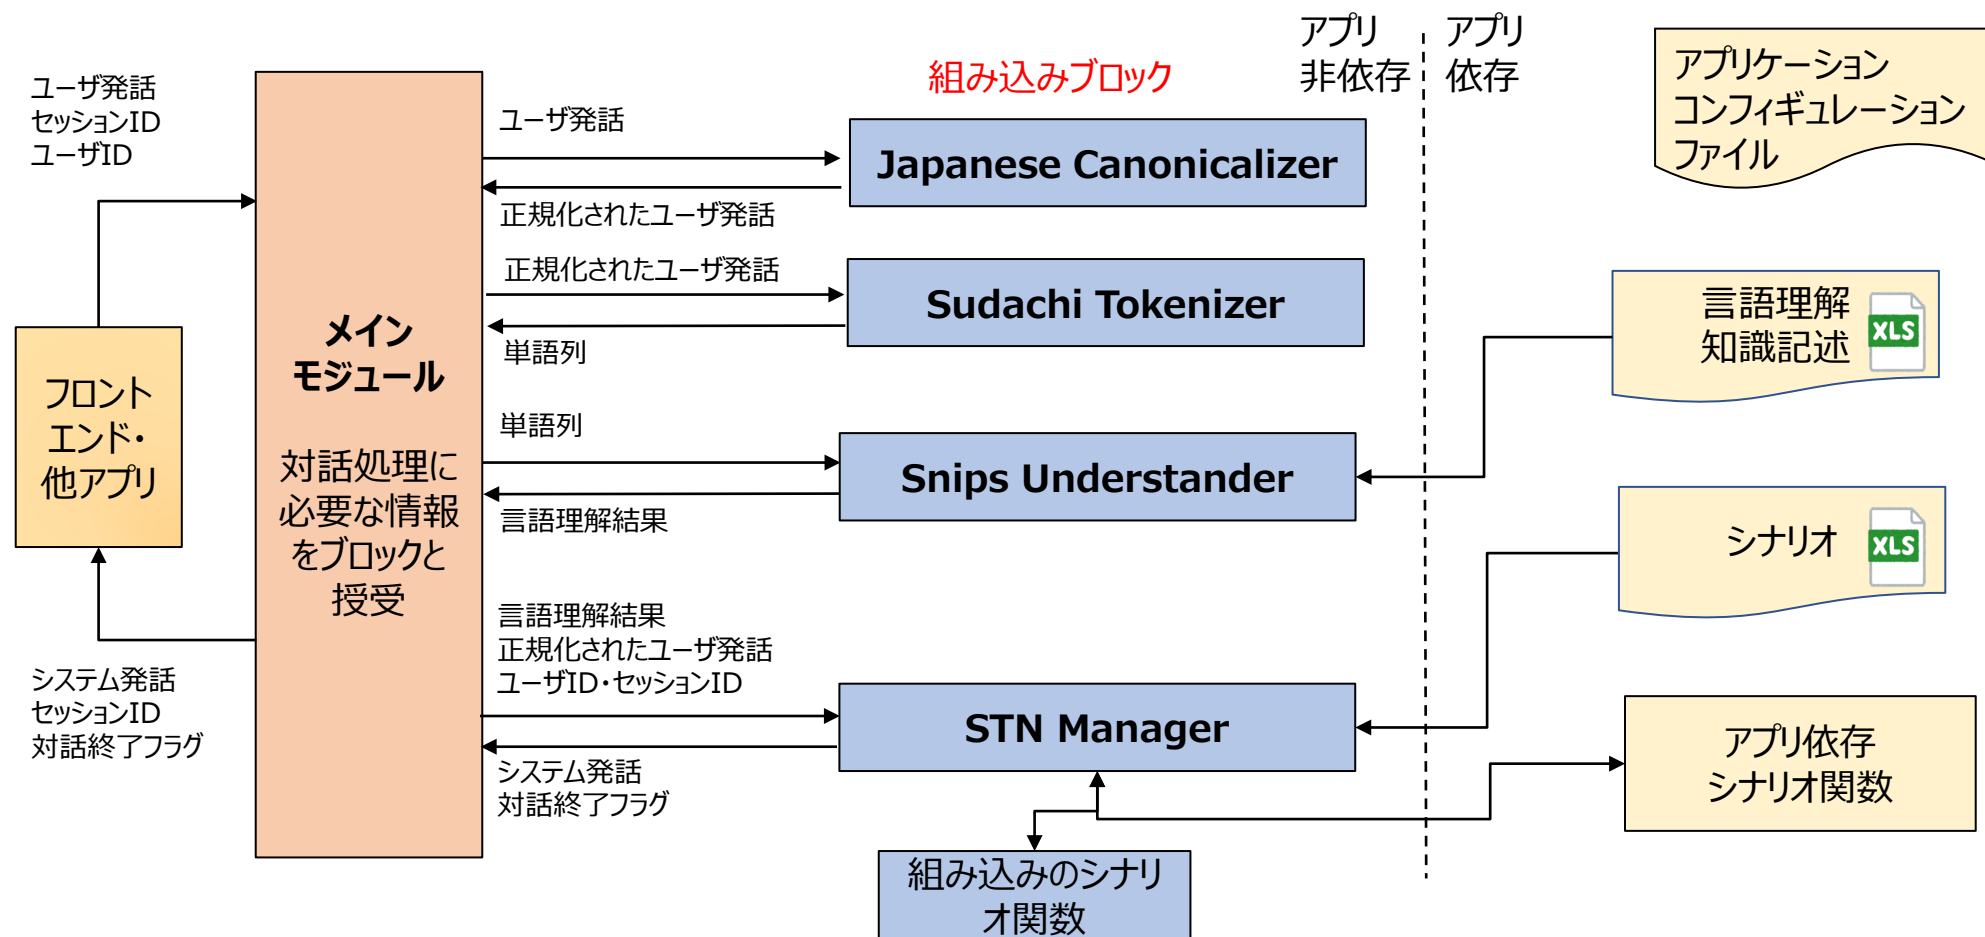 ユーザ発話
セッションID
ユーザID
フロント
エンド・
他アプリ
システム発話
セッションID
対話終了フラグ
メイン
モジュール
対話処理に
必要な情報
をブロックと
授受
組み込みブロック
アプリ
非依存
アプリ
依存
ユーザ発話
Japanese Canonicalizer
正規化されたユーザ発話
正規化されたユーザ発話
Sudachi Tokenizer
単語列
単語列
Snips Understander
言語理解結果
言語理解結果
正規化されたユーザ発話
ユーザID・セッションID
STN Manager
システム発話
対話終了フラグ
組み込みのシナリ
オ関数
アプリケーション
コンフィギュレーション
ファイル
言語理解
知識記述
XLS
シナリオ
XLS
アプリ依存
シナリオ関数